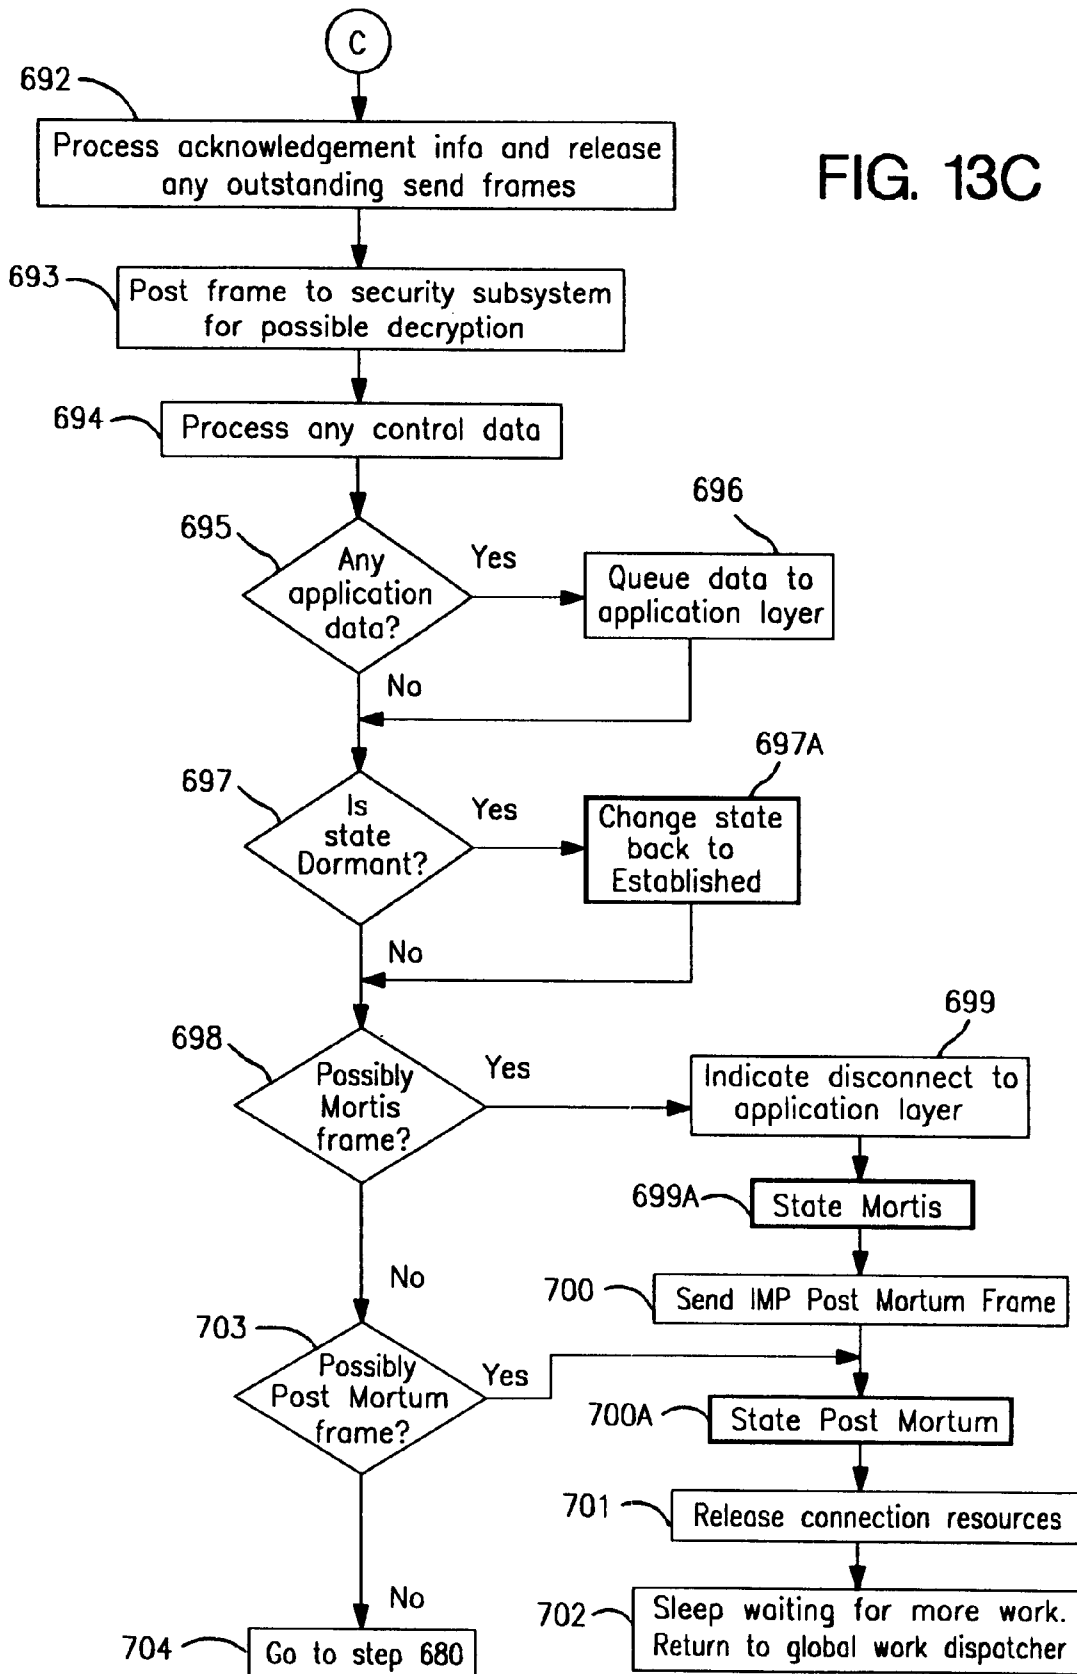 C
692
Process acknowledgement info and release
any outstanding send frames
FIG. 13C
693
Post frame to security subsystem
for possible decryption
694
Process any control data
695
Any
application
data?
Yes
696
Queue data to
application layer
No
697
Is
state
Dormant?
Yes
697A
Change state
back to
Established
No
698
Possibly
Mortis
frame?
Yes
699
Indicate disconnect to
application layer
699A
State Mortis
No
700
Send IMP Post Mortum Frame
703
Possibly
Post Mortum
frame?
Yes
700A
State Post Mortum
701
Release connection resources
No
702
Sleep waiting for more work.
Return to global work dispatcher
704
Go to step 680